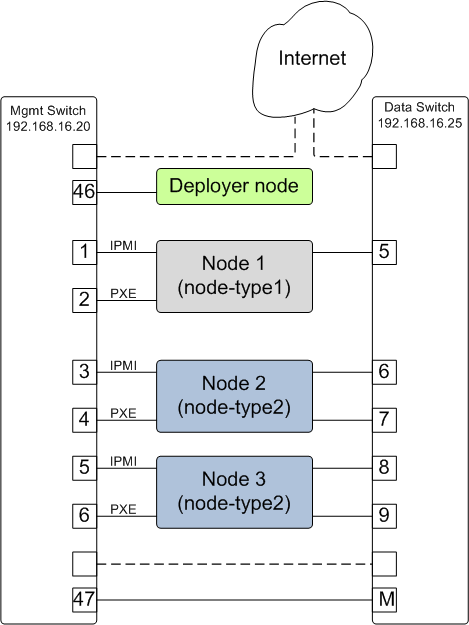 Internet
Mgmt Switch
192.168.16.20
Data Switch
192.168.16.25
46
Deployer node
1
IPMI
Node 1
(node-type1)
5
2
PXE
3
IPMI
Node 2
(node-type2)
6
4
PXE
7
5
IPMI
Node 3
(node-type2)
8
6
PXE
9
47
M